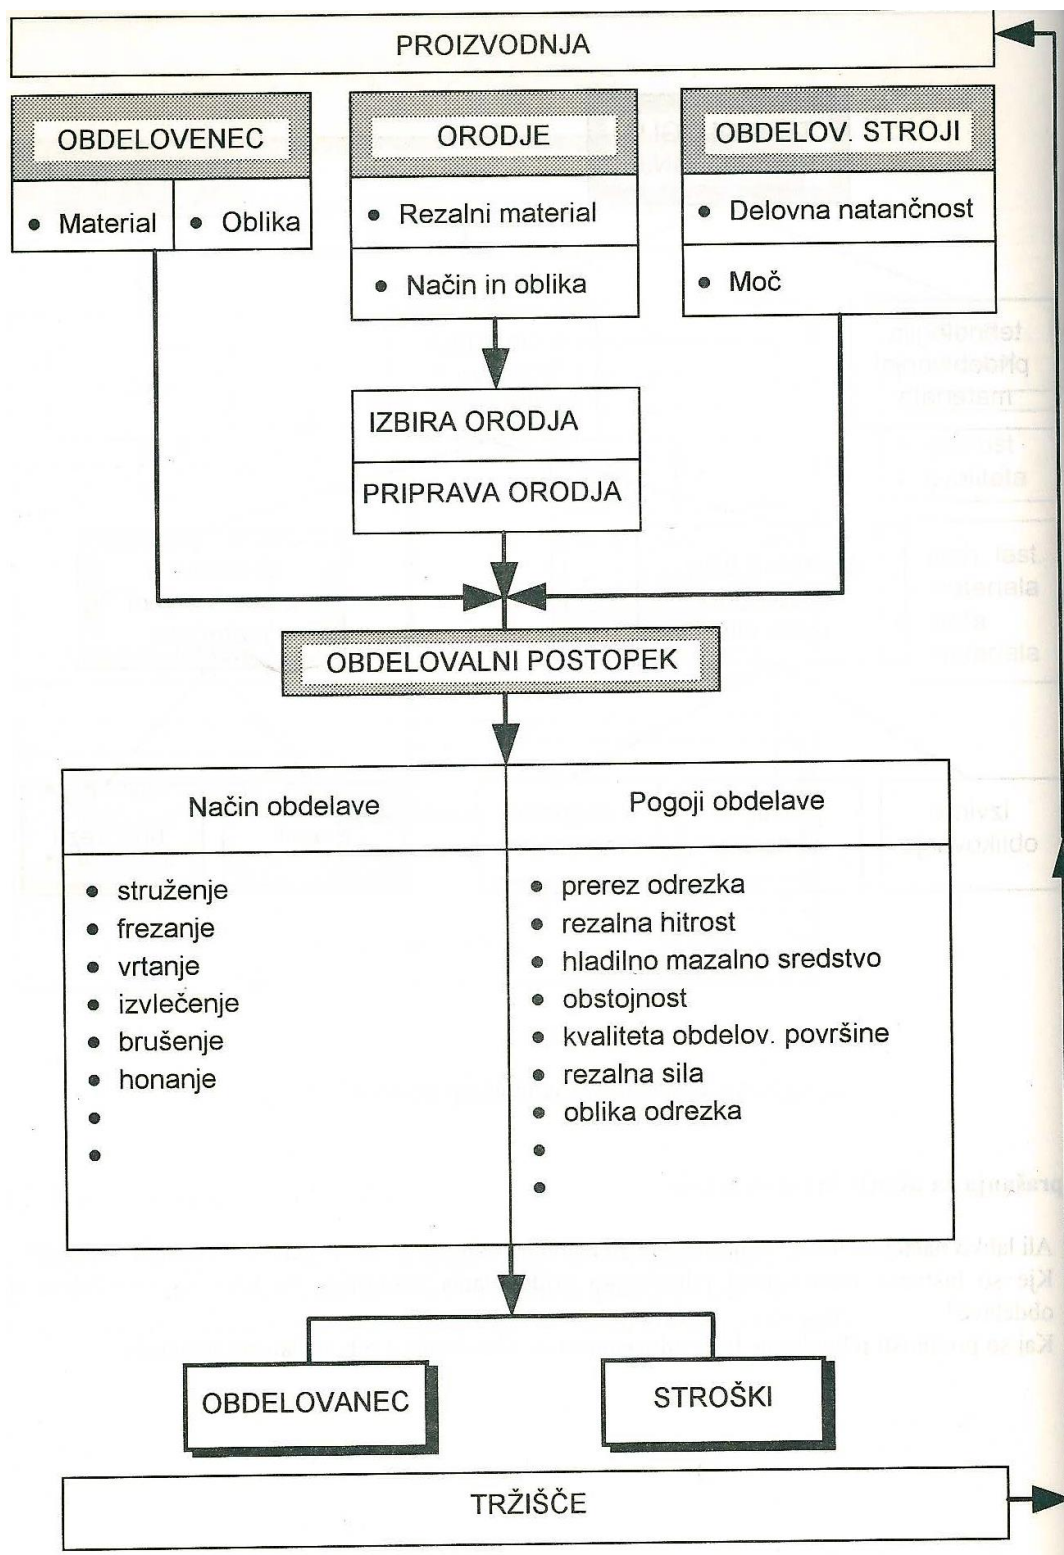 PROIZVODNJA
OBDELOVENEC
• Material
• Oblika
ORODJE
• Rezalni material
• Način in oblika
OBDELOV. STROJI
• Delovna natančnost
• Moč
IZBIRA ORODJA
PRIPRAVA ORODJA
OBDELOVALNI POSTOPEK
Način obdelave
• struženje
• frezanje
• vrtanje
• izvlečenje
• brušenje
• honanje
•
•
Pogoji obdelave
• prerez odrezka
• rezalna hitrost
• hladilno mazalno sredstvo
• obstojnost
• kvaliteta obdelov. površine
• rezalna sila
• oblika odrezka
•
•
OBDELOVANEC
STROŠKI
TRŽIŠČE